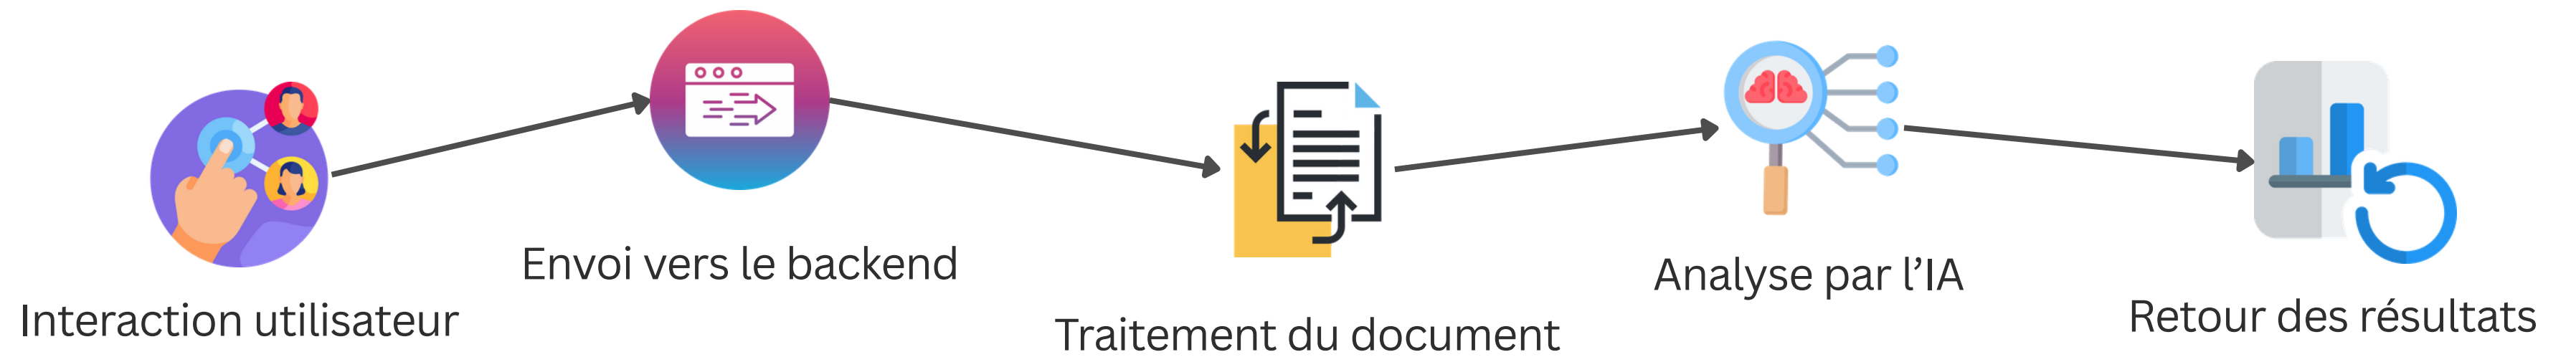 Interaction utilisateur
Envoi vers le backend
Traitement du document
Analyse par l’IA
Retour des résultats